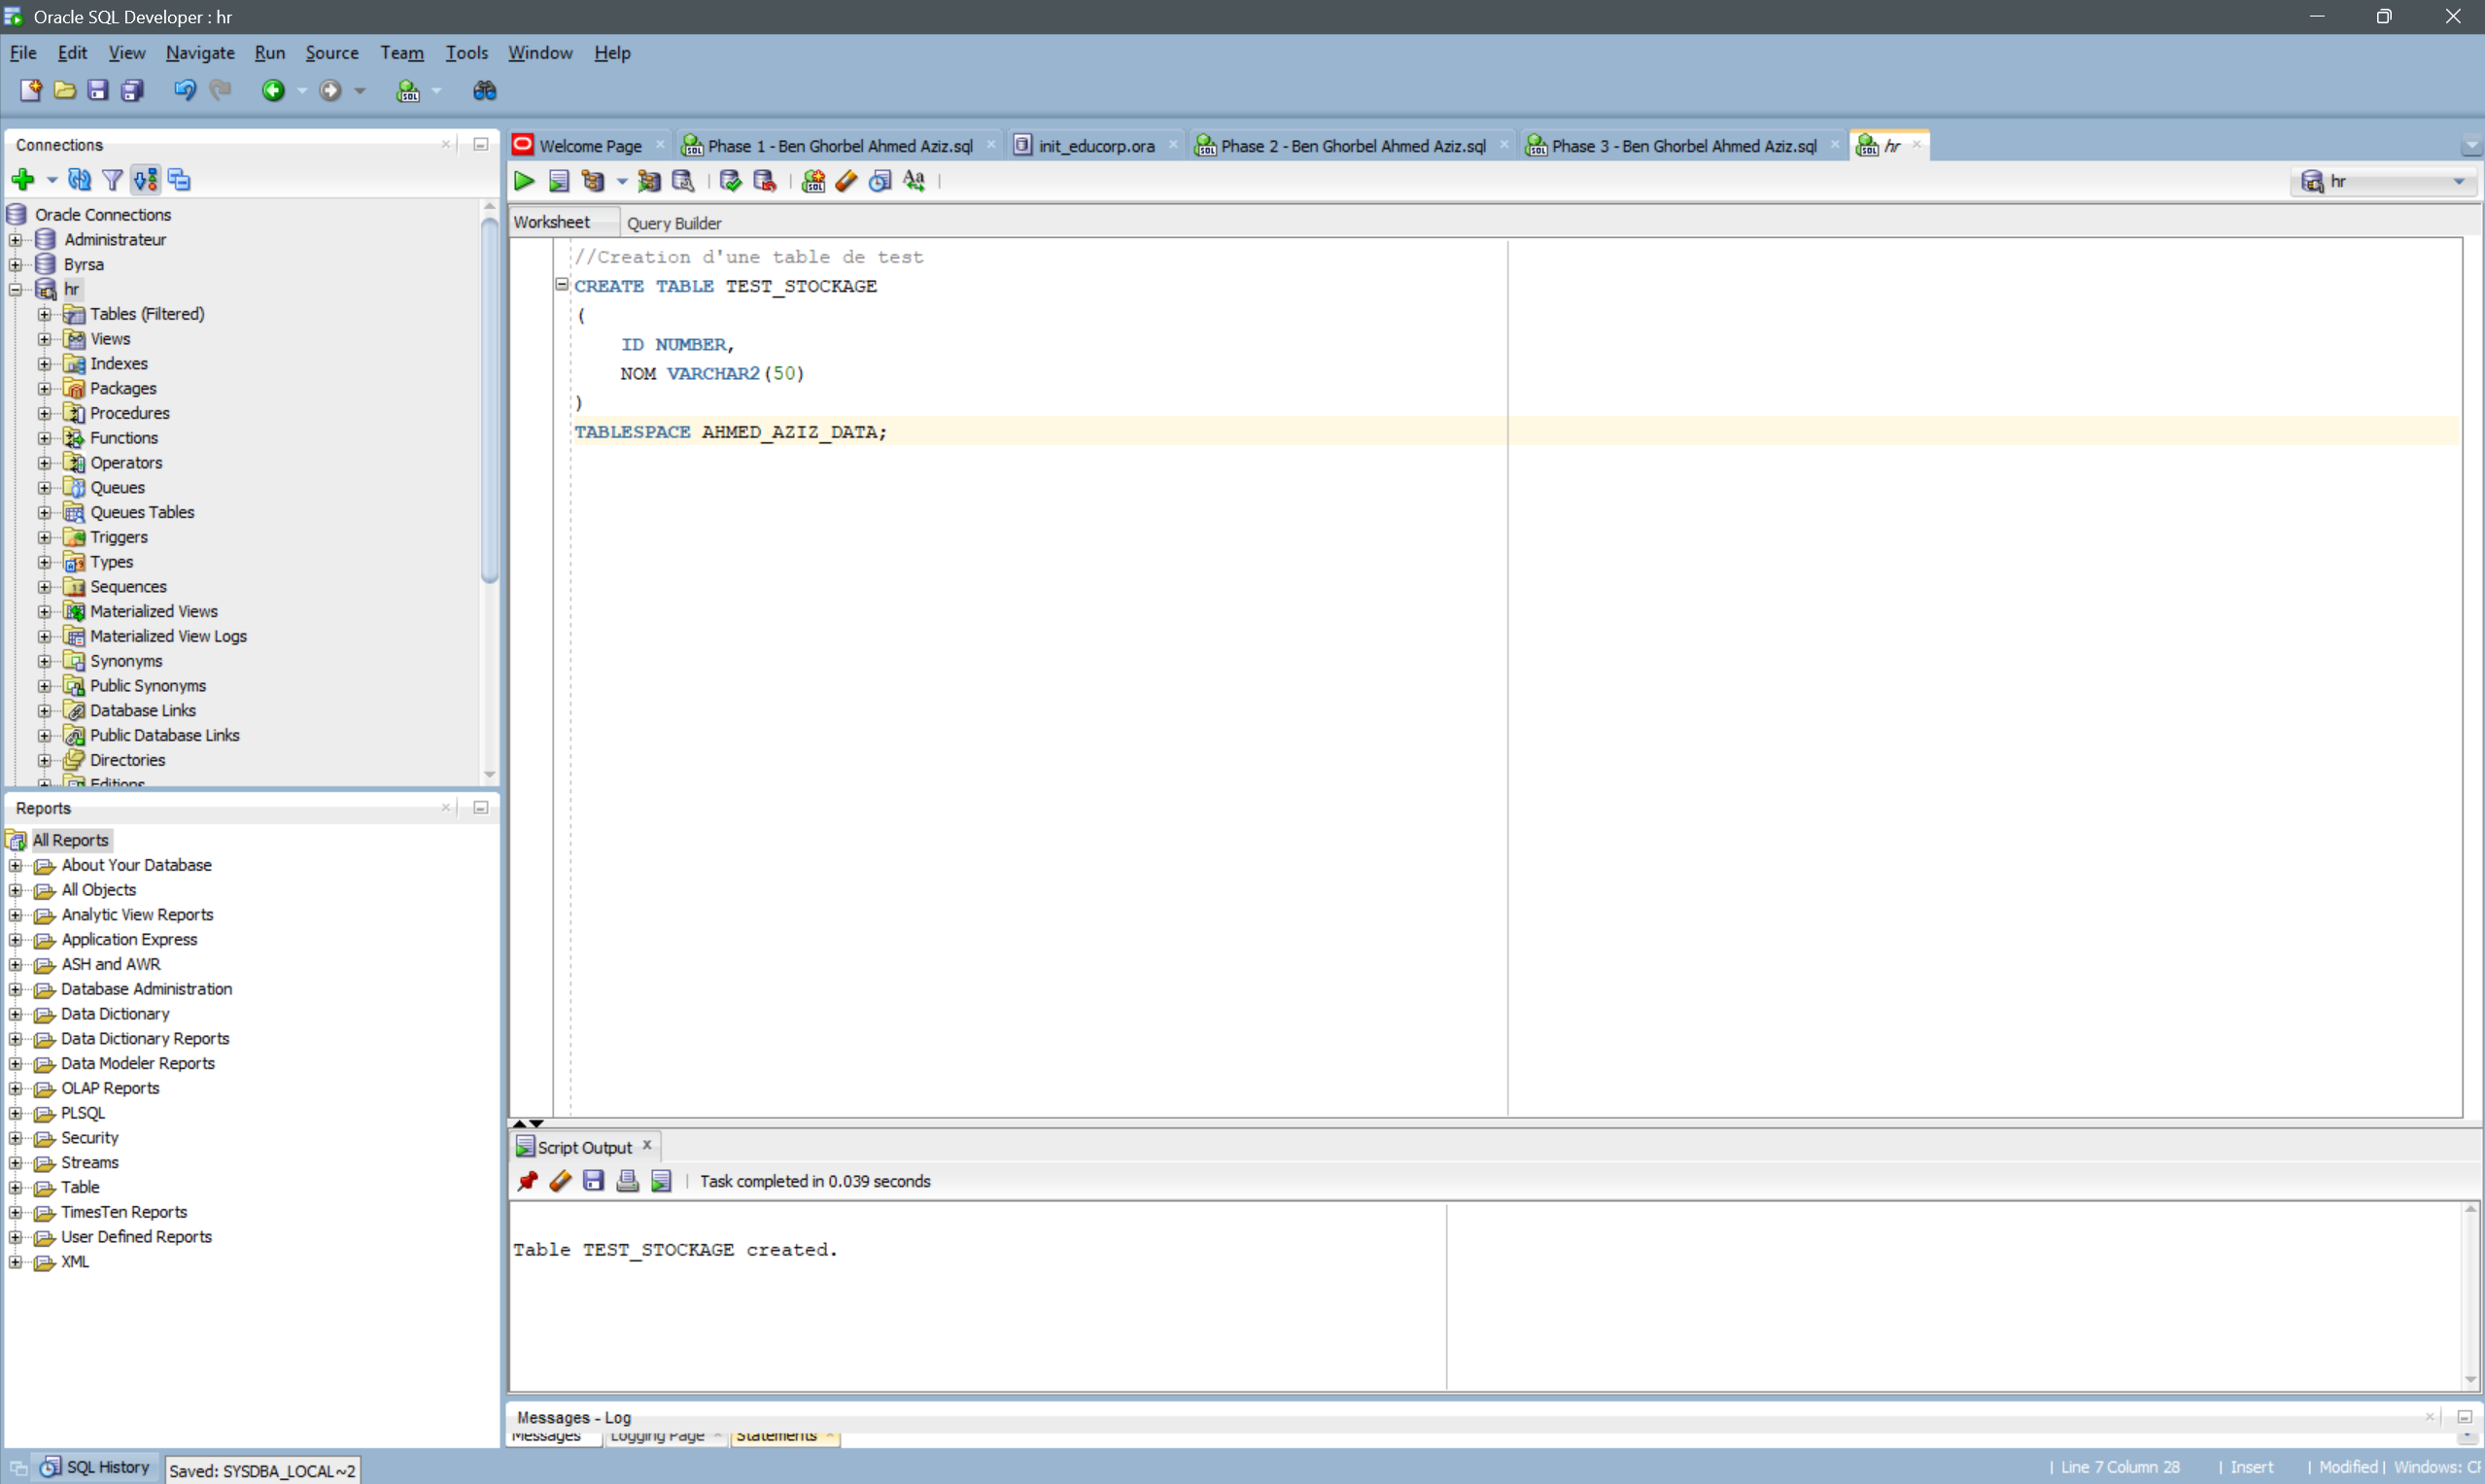 Oracle SQL Developer : hr
File Edit View Navigate Run Source Team Tools Window Help
Connections
Oracle Connections
Administrateur
Byrsa
hr
Tables (Filtered)
Views
Indexes
Packages
Procedures
Functions
Operators
Queues
Queues Tables
Triggers
Types
Sequences
Materialized Views
Materialized View Logs
Synonyms
Public Synonyms
Database Links
Public Database Links
Directories
Editions
Reports
All Reports
About Your Database
All Objects
Analytic View Reports
Application Express
ASH and AWR
Database Administration
Data Dictionary
Data Dictionary Reports
Data Modeler Reports
OLAP Reports
PLSQL
Security
Streams
Table
TimesTen Reports
User Defined Reports
XML
Welcome Page Phase 1 - Ben Ghorbel Ahmed Aziz.sql init_educorp.ora Phase 2 - Ben Ghorbel Ahmed Aziz.sql Phase 3 - Ben Ghorbel Ahmed Aziz.sql hr
hr
Worksheet Query Builder
//Creation d'une table de test
CREATE TABLE TEST_STOCKAGE
(
ID NUMBER,
NOM VARCHAR2(50)
)
TABLESPACE AHMED_AZIZ_DATA;
Script Output
Task completed in 0.039 seconds
Table TEST_STOCKAGE created.
Messages - Log
Messages Logging Page Statements
SQL History Saved: SYSDBA_LOCAL~2
Line 7 Column 28 | Insert | Modified | Windows: